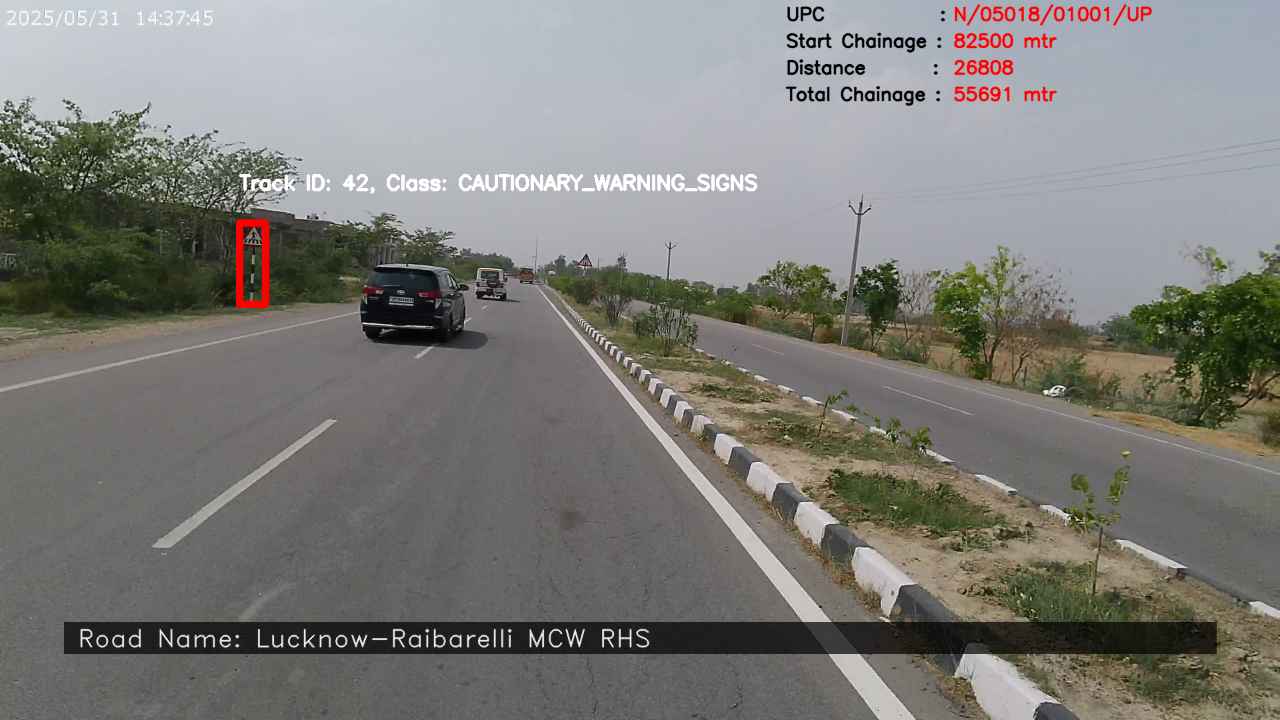 2025/05/31 14:37:45
UPC : N/05018/01001/UP
Start Chainage : 82500 mtr
Distance : 26808
Total Chainage : 55691 mtr
Track ID: 42, Class: CAUTIONARY_WARNING_SIGNS
Road Name: Lucknow-Raibarelli MCW RHS